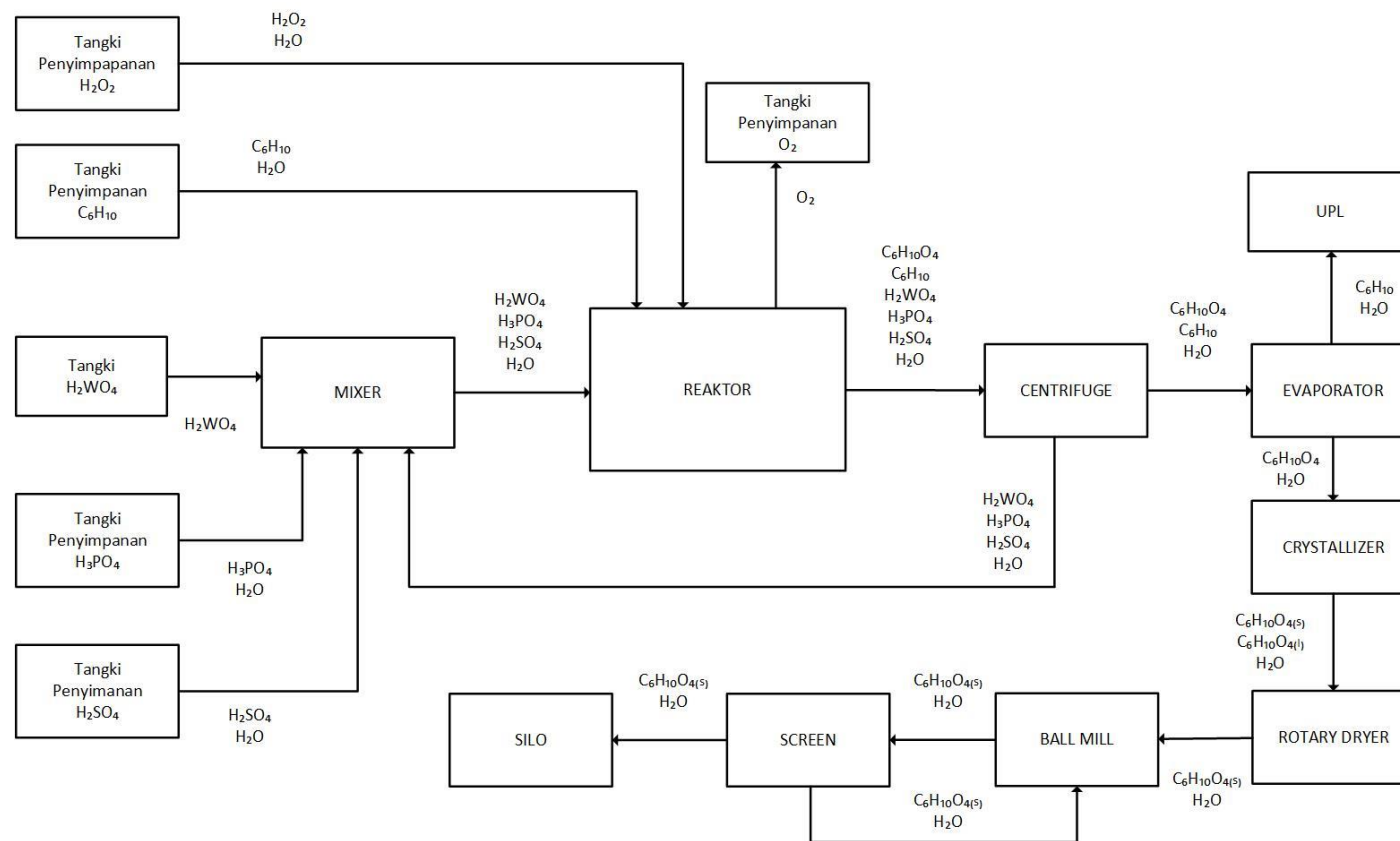 Tangki
Penyimpapanan
H₂O₂
H₂O₂
H₂O
Tangki
Penyimpanan
C₆H₁₀
C₆H₁₀
H₂O
Tangki
Penyimpanan
O₂
O₂
Tangki
H₂WO₄
H₂WO₄
Tangki
Penyimpanan
H₃PO₄
H₃PO₄
H₂O
Tangki
Penyimanan
H₂SO₄
H₂SO₄
H₂O
MIXER
H₂WO₄
H₃PO₄
H₂SO₄
H₂O
REAKTOR
C₆H₁₀O₄
C₆H₁₀
H₂WO₄
H₃PO₄
H₂SO₄
H₂O
CENTRIFUGE
H₂WO₄
H₃PO₄
H₂SO₄
H₂O
C₆H₁₀O₄
C₆H₁₀
H₂O
EVAPORATOR
C₆H₁₀
H₂O
UPL
C₆H₁₀O₄
H₂O
CRYSTALLIZER
C₆H₁₀O₄₍s₎
C₆H₁₀O₄₍l₎
H₂O
ROTARY DRYER
C₆H₁₀O₄₍s₎
H₂O
BALL MILL
C₆H₁₀O₄₍s₎
H₂O
SCREEN
C₆H₁₀O₄₍s₎
H₂O
C₆H₁₀O₄₍s₎
H₂O
SILO